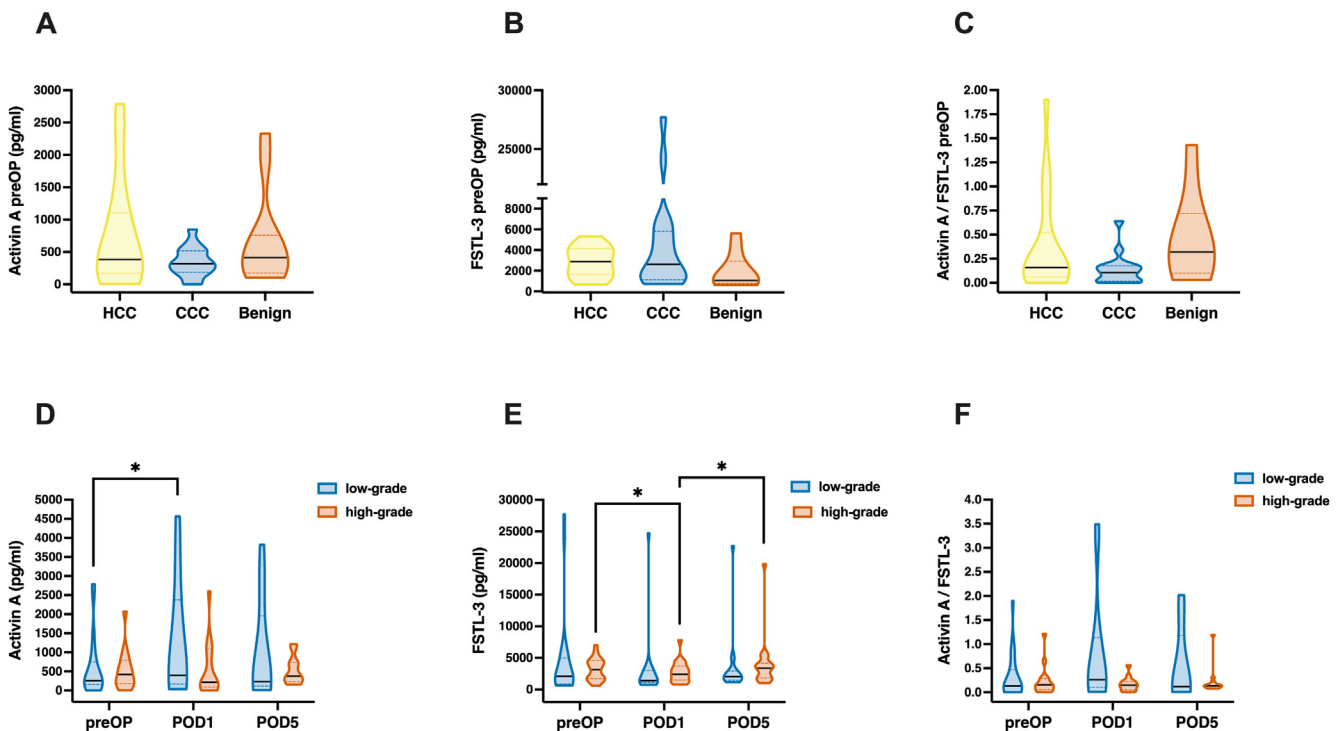 A
B
C
Activin A preOP (pg/ml)
3000
2500
2000
1500
1000
500
0
HCC CCC Benign
FSTL-3 preOP (pg/ml)
30000
25000
8000
6000
4000
2000
0
HCC CCC Benign
Activin A / FSTL-3 preOP
2.00
1.75
1.50
1.25
1.00
0.75
0.50
0.25
0.00
HCC CCC Benign
D
E
F
Activin A (pg/ml)
5000
4500
4000
3500
3000
2500
2000
1500
1000
500
0
preOP POD1 POD5
*
low-grade
high-grade
FSTL-3 (pg/ml)
30000
25000
20000
15000
10000
5000
0
preOP POD1 POD5
*
*
low-grade
high-grade
Activin A / FSTL-3
4.0
3.5
3.0
2.5
2.0
1.5
1.0
0.5
0.0
preOP POD1 POD5
low-grade
high-grade